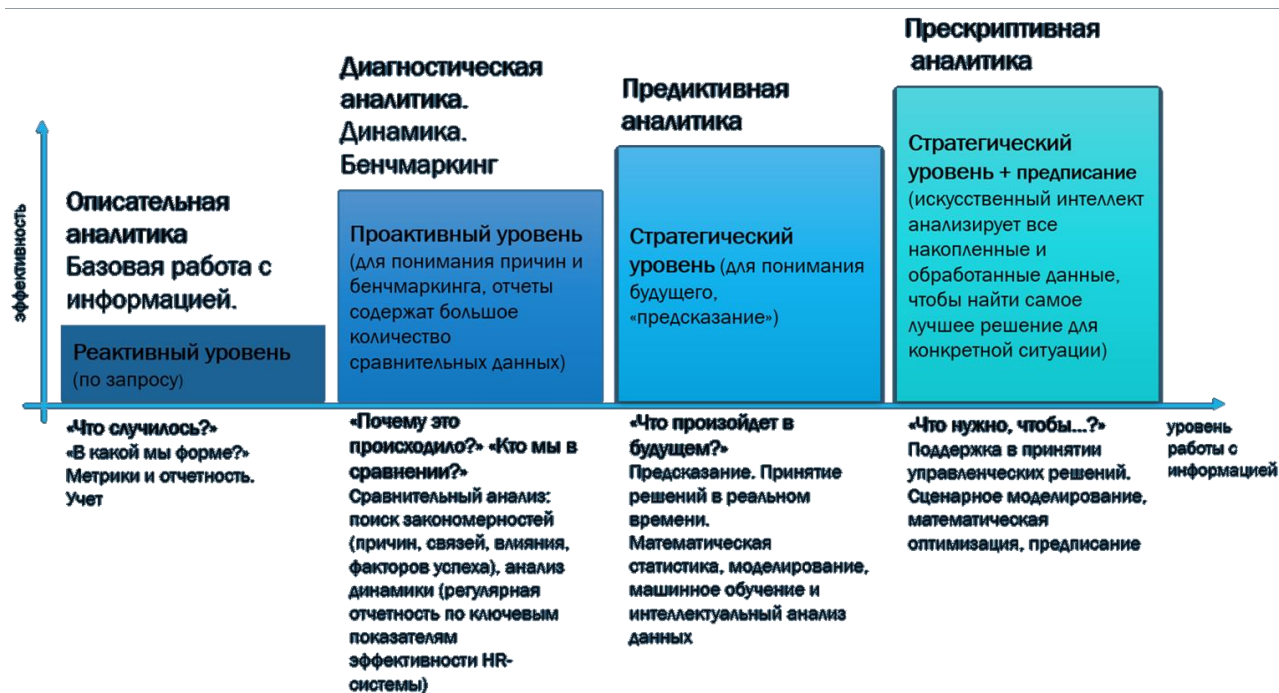 эффективность
Описательная
аналитика
Базовая работа с
информацией.
Реактивный уровень
(по запросу)
«Что случилось?»
«В какой мы форме?»
Метрики и отчетность.
Учет
Диагностическая
аналитика.
Динамика.
Бенчмаркинг
Проактивный уровень
(для понимания причин и
бенчмаркинга, отчеты
содержат большое
количество
сравнительных данных)
«Почему это
происходило?» «Кто мы в
сравнении?»
Сравнительный анализ:
поиск закономерностей
(причин, связей, влияния,
факторов успеха), анализ
динамики (регулярная
отчетность по ключевым
показателям
эффективности HR-
системы)
Предиктивная
аналитика
Стратегический
уровень (для понимания
будущего,
«предсказание»)
«Что произойдет в
будущем?»
Предсказание. Принятие
решений в реальном
времени.
Математическая
статистика, моделирование,
машинное обучение и
интеллектуальный анализ
данных
Прескриптивная
аналитика
Стратегический
уровень + предписание
(искусственный интеллект
анализирует все
накопленные и
обработанные данные,
чтобы найти самое
лучшее решение для
конкретной ситуации)
«Что нужно, чтобы...?»
Поддержка в принятии
управленческих решений.
Сценарное моделирование,
математическая
оптимизация, предписание
уровень
работы с
информацией